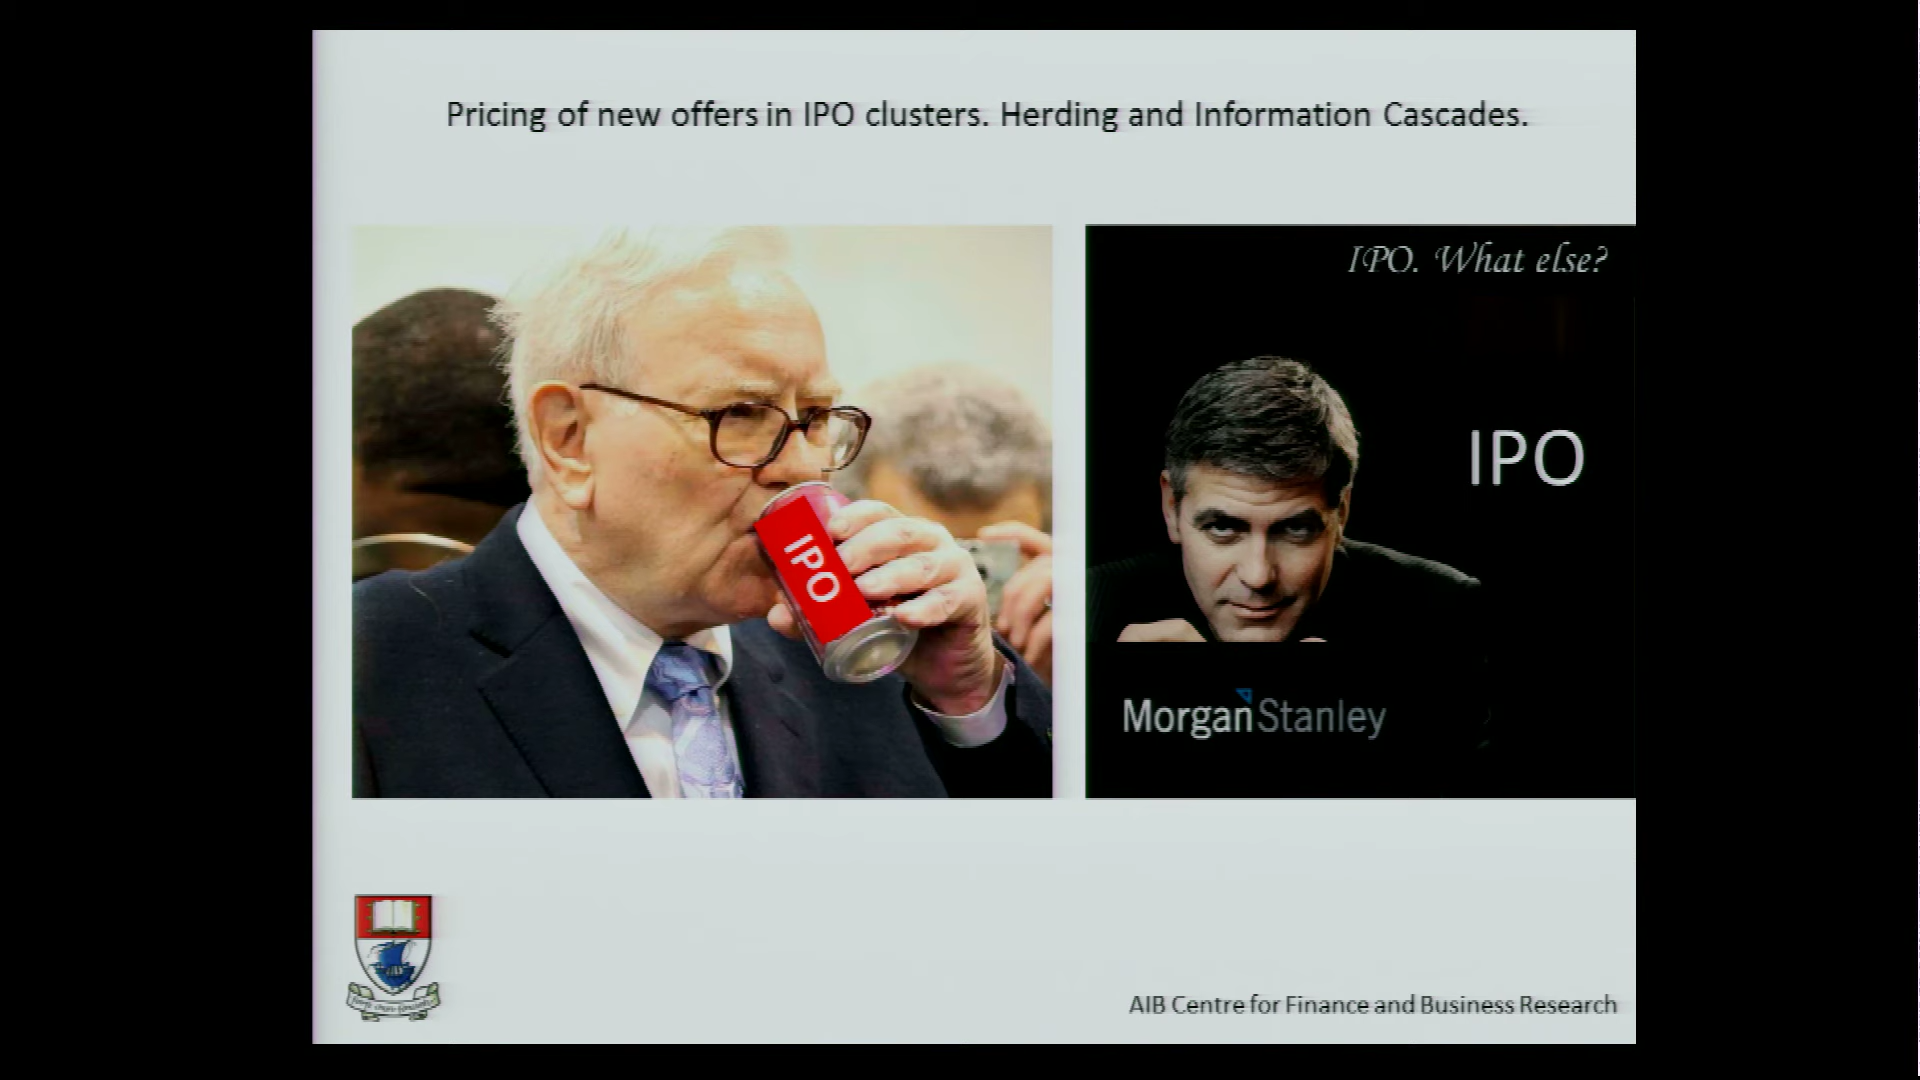 Pricing of new offers in IPO clusters. Herding and Information Cascades.
IPO. What else?
IPO
IPO
MorganStanley
AIB Centre for Finance and Business Research